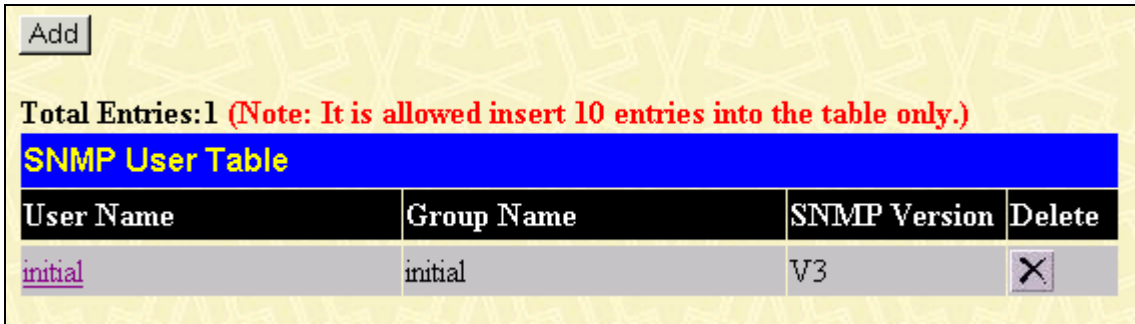 Add
Total Entries:1 (Note: It is allowed insert 10 entries into the table only.)
SNMP User Table
User Name Group Name SNMP Version Delete
initial initial V3